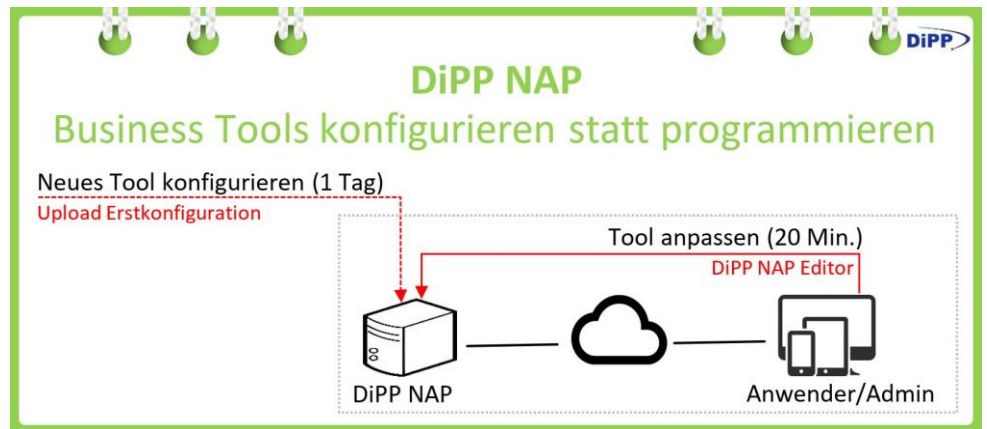 DiPP
DiPP NAP
Business Tools konfigurieren statt programmieren
Neues Tool konfigurieren (1 Tag)
Upload Erstkonfiguration
Tool anpassen (20 Min.)
DiPP NAP Editor
DiPP NAP
Anwender/Admin